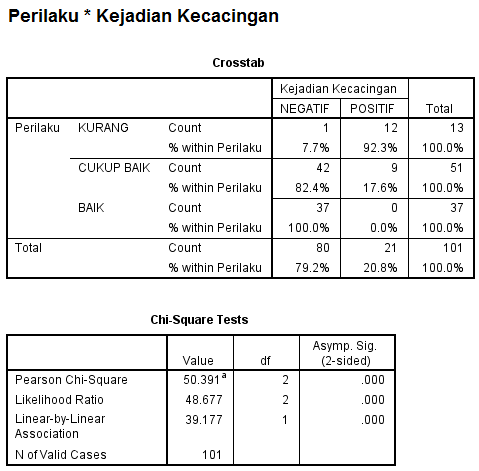 Perilaku * Kejadian Kecacingan
Crosstab
Kejadian Kecacingan
NEGATIF POSITIF Total
Perilaku KURANG Count 1 12 13
% within Perilaku 7.7% 92.3% 100.0%
CUKUP BAIK Count 42 9 51
% within Perilaku 82.4% 17.6% 100.0%
BAIK Count 37 0 37
% within Perilaku 100.0% 0.0% 100.0%
Total Count 80 21 101
% within Perilaku 79.2% 20.8% 100.0%
Chi-Square Tests
Asymp. Sig.
Value df (2-sided)
Pearson Chi-Square 50.391a 2 .000
Likelihood Ratio 48.677 2 .000
Linear-by-Linear 39.177 1 .000
Association
N of Valid Cases 101